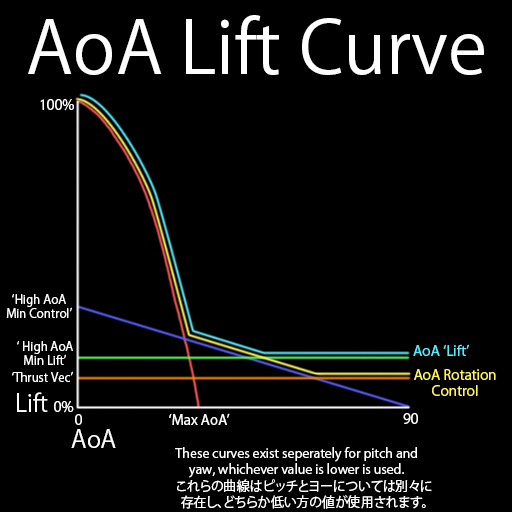 AoA Lift Curve
100%
'High AoA
Min Control'
' High AoA
Min Lift'
'Thrust Vec'
Lift 0%
0
'Max AoA'
90
AoA
AoA 'Lift'
AoA Rotation
Control
These curves exist seperately for pitch and
yaw, whichever value is lower is used.
これらの曲線はピッチとヨーについては別々に
存在し、どちらか低い方の値が使用されます。